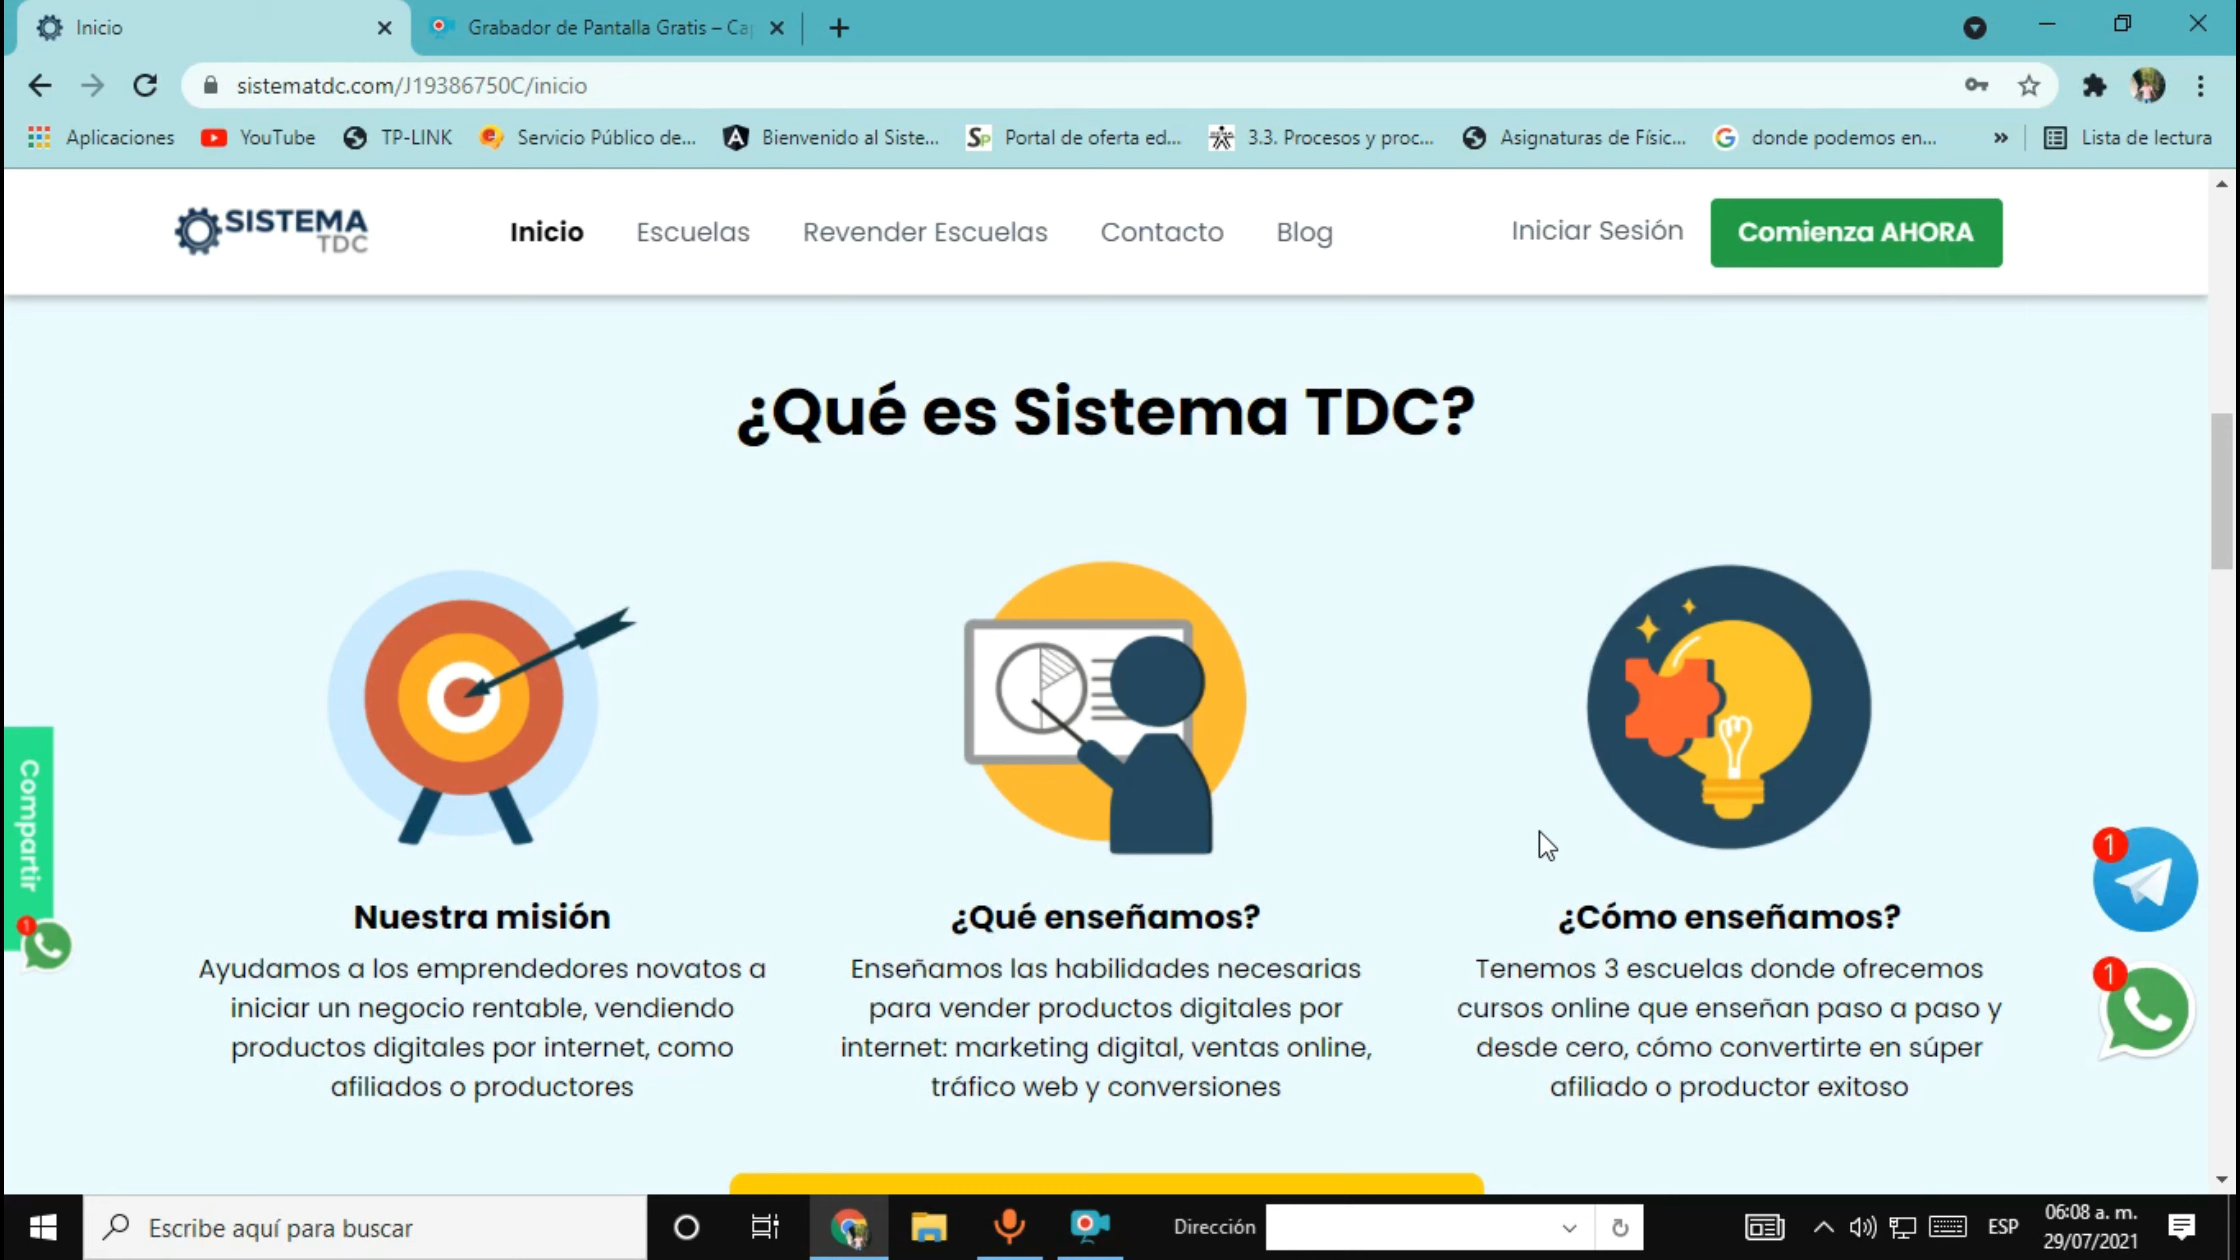 Inicio
Grabador de Pantalla Gratis – Ca
sistematdc.com/J19386750C/inicio
Aplicaciones
YouTube
TP-LINK
Servicio Público de...
Bienvenido al Siste...
Portal de oferta ed...
3.3. Procesos y proc...
Asignaturas de Físic...
donde podemos en...
»
Lista de lectura
SISTEMA
TDC
Inicio
Escuelas
Revender Escuelas
Contacto
Blog
Iniciar Sesión
Comienza AHORA
¿Qué es Sistema TDC?
Nuestra misión
Ayudamos a los emprendedores novatos a
iniciar un negocio rentable, vendiendo
productos digitales por internet, como
afiliados o productores
¿Qué enseñamos?
Enseñamos las habilidades necesarias
para vender productos digitales por
internet: marketing digital, ventas online,
tráfico web y conversiones
¿Cómo enseñamos?
Tenemos 3 escuelas donde ofrecemos
cursos online que enseñan paso a paso y
desde cero, cómo convertirte en súper
afiliado o productor exitoso
Compartir
1
1
1
Escribe aquí para buscar
Dirección
ESP
06:08 a. m.
29/07/2021